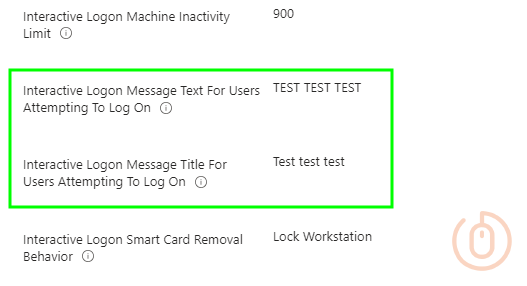 Interactive Logon Machine Inactivity
Limit
900
Interactive Logon Message Text For Users
Attempting To Log On
TEST TEST TEST
Interactive Logon Message Title For
Users Attempting To Log On
Test test test
Interactive Logon Smart Card Removal
Behavior
Lock Workstation